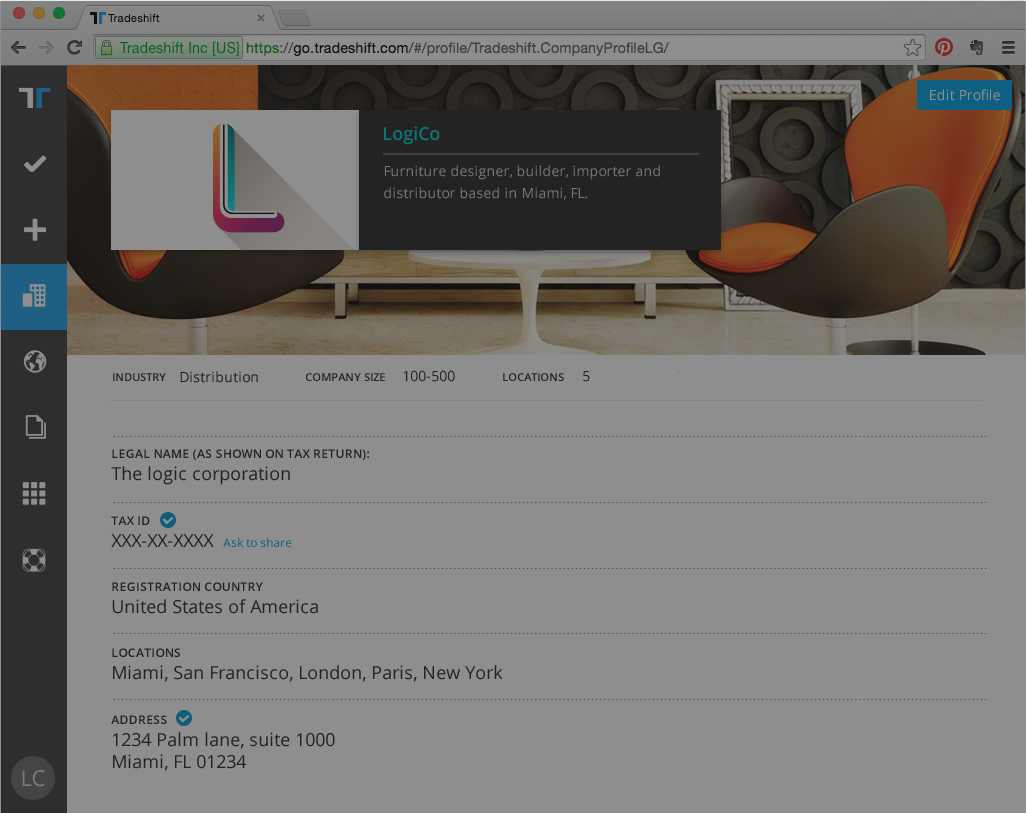 Tradeshift
Tradeshift Inc [US] https://go.tradeshift.com/#/profile/Tradeshift.CompanyProfileLG/
Edit Profile
LogiCo
Furniture designer, builder, importer and
distributor based in Miami, FL.
INDUSTRY Distribution COMPANY SIZE 100-500 LOCATIONS 5
LEGAL NAME (AS SHOWN ON TAX RETURN):
The logic corporation
TAX ID
XXX-XX-XXXX Ask to share
REGISTRATION COUNTRY
United States of America
LOCATIONS
Miami, San Francisco, London, Paris, New York
ADDRESS
1234 Palm lane, suite 1000
Miami, FL 01234
LC